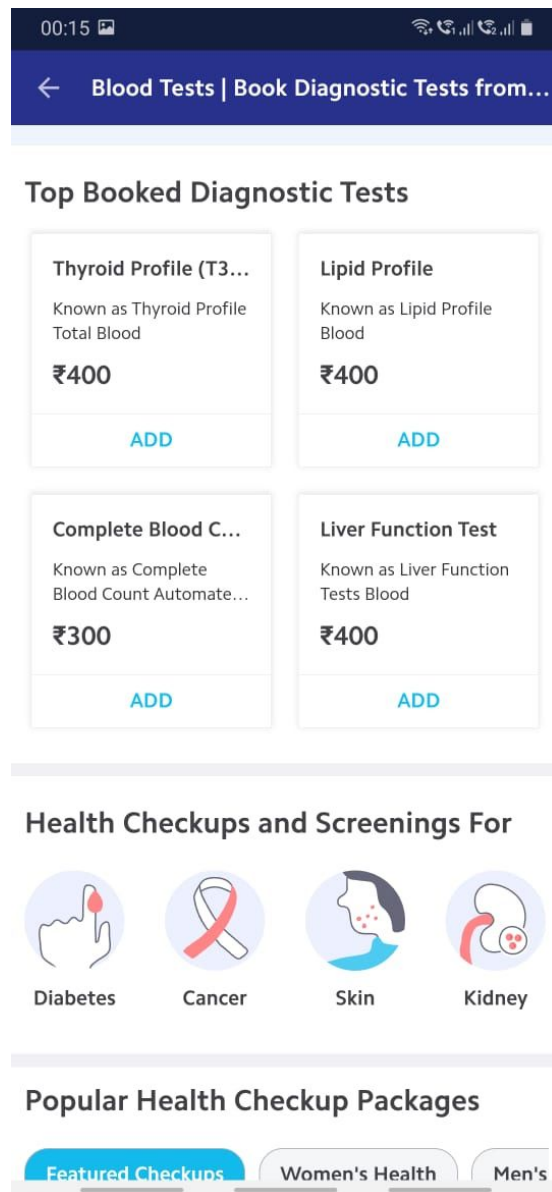 00:15
Blood Tests | Book Diagnostic Tests from...
Top Booked Diagnostic Tests
Thyroid Profile (T3...
Known as Thyroid Profile
Total Blood
₹400
ADD
Lipid Profile
Known as Lipid Profile
Blood
₹400
ADD
Complete Blood C...
Known as Complete
Blood Count Automate...
₹300
ADD
Liver Function Test
Known as Liver Function
Tests Blood
₹400
ADD
Health Checkups and Screenings For
Diabetes
Cancer
Skin
Kidney
Popular Health Checkup Packages
Featured Checkups
Women's Health
Men's